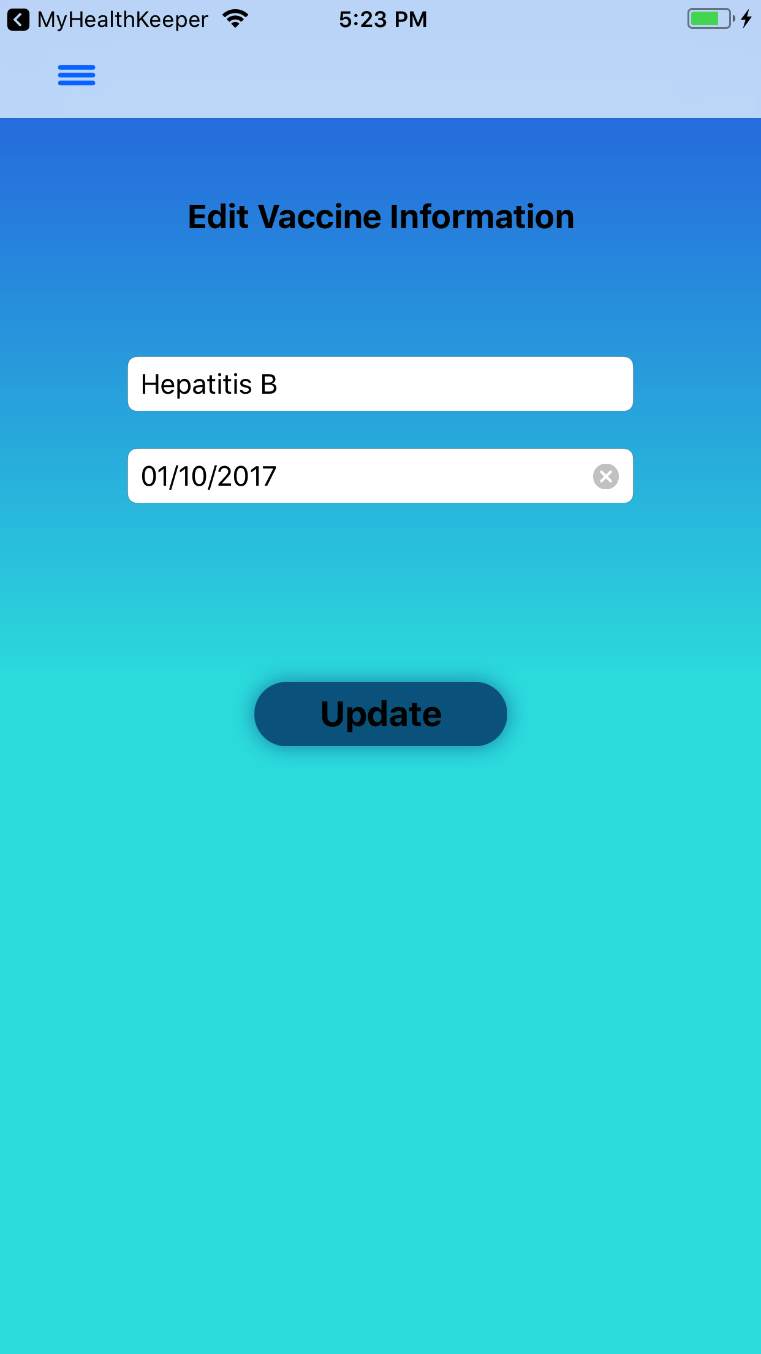 MyHealthKeeper 5:23 PM
Edit Vaccine Information
Hepatitis B
01/10/2017
Update